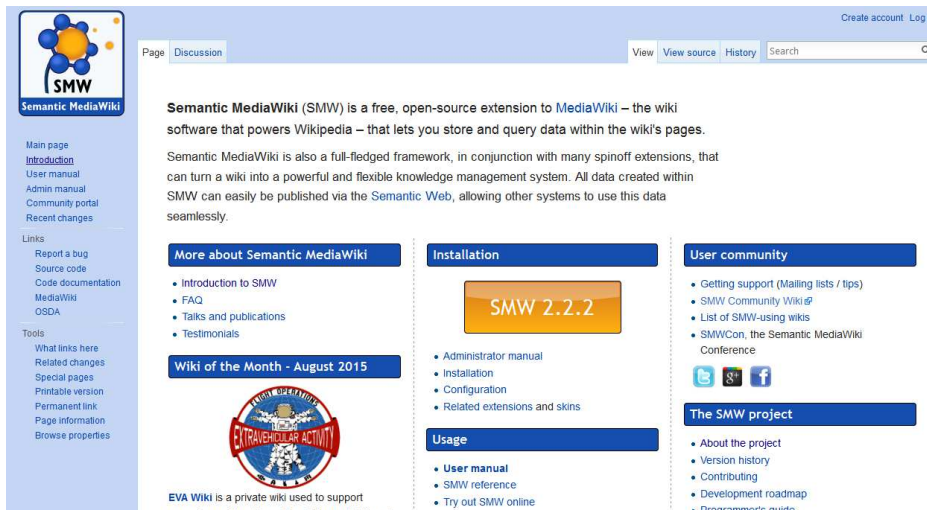 Create account Log
Page Discussion
View View source History Search
SMW
Semantic MediaWiki
Main page
Introduction
User manual
Admin manual
Community portal
Recent changes
Links
Report a bug
Source code
Code documentation
MediaWiki
OSDA
Tools
What links here
Related changes
Special pages
Printable version
Permanent link
Page information
Browse properties
Semantic MediaWiki (SMW) is a free, open-source extension to MediaWiki – the wiki
software that powers Wikipedia – that lets you store and query data within the wiki's pages.
Semantic MediaWiki is also a full-fledged framework, in conjunction with many spinoff extensions, that
can turn a wiki into a powerful and flexible knowledge management system. All data created within
SMW can easily be published via the Semantic Web, allowing other systems to use this data
seamlessly.
More about Semantic MediaWiki
Introduction to SMW
FAQ
Talks and publications
Testimonials
Wiki of the Month - August 2015
FLIGHT OPERATIONS
EXTRAVEHICULAR ACTIVITY
EVA Wiki is a private wiki used to support
Installation
SMW 2.2.2
Administrator manual
Installation
Configuration
Related extensions and skins
Usage
User manual
SMW reference
Try out SMW online
User community
Getting support (Mailing lists / tips)
SMW Community Wiki
List of SMW-using wikis
SMWCon, the Semantic MediaWiki
Conference
The SMW project
About the project
Version history
Contributing
Development roadmap
Programmer's guide